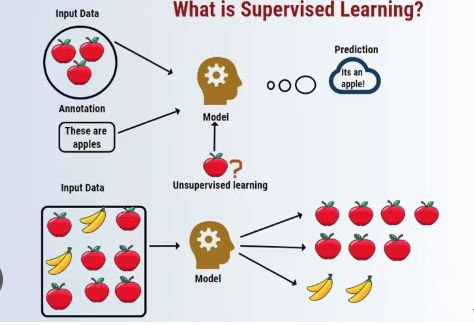 What is Supervised Learning?
Input Data
Annotation
These are
apples
Model
Prediction
Its an
apple!
?
Unsupervised learning
Input Data
Model